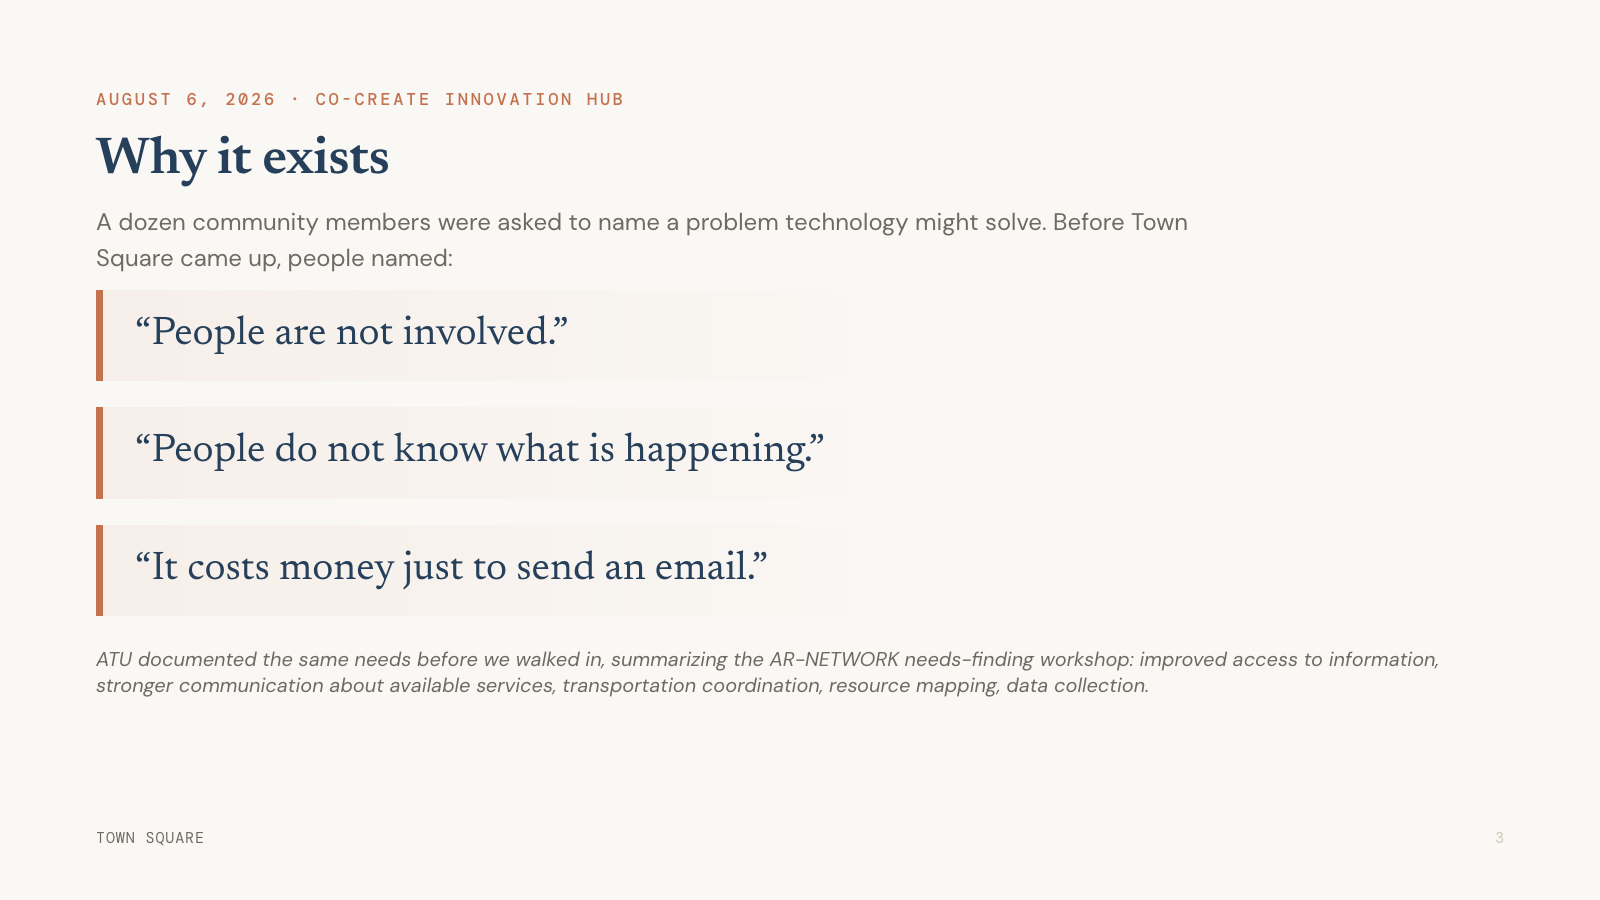 AUGUST 6, 2026 · CO-CREATE INNOVATION HUB
Why it exists
A dozen community members were asked to name a problem technology might solve. Before Town
Square came up, people named:
“People are not involved.”
“People do not know what is happening.”
“It costs money just to send an email.”
ATU documented the same needs before we walked in, summarizing the AR-NETWORK needs-finding workshop: improved access to information,
stronger communication about available services, transportation coordination, resource mapping, data collection.
TOWN SQUARE
3